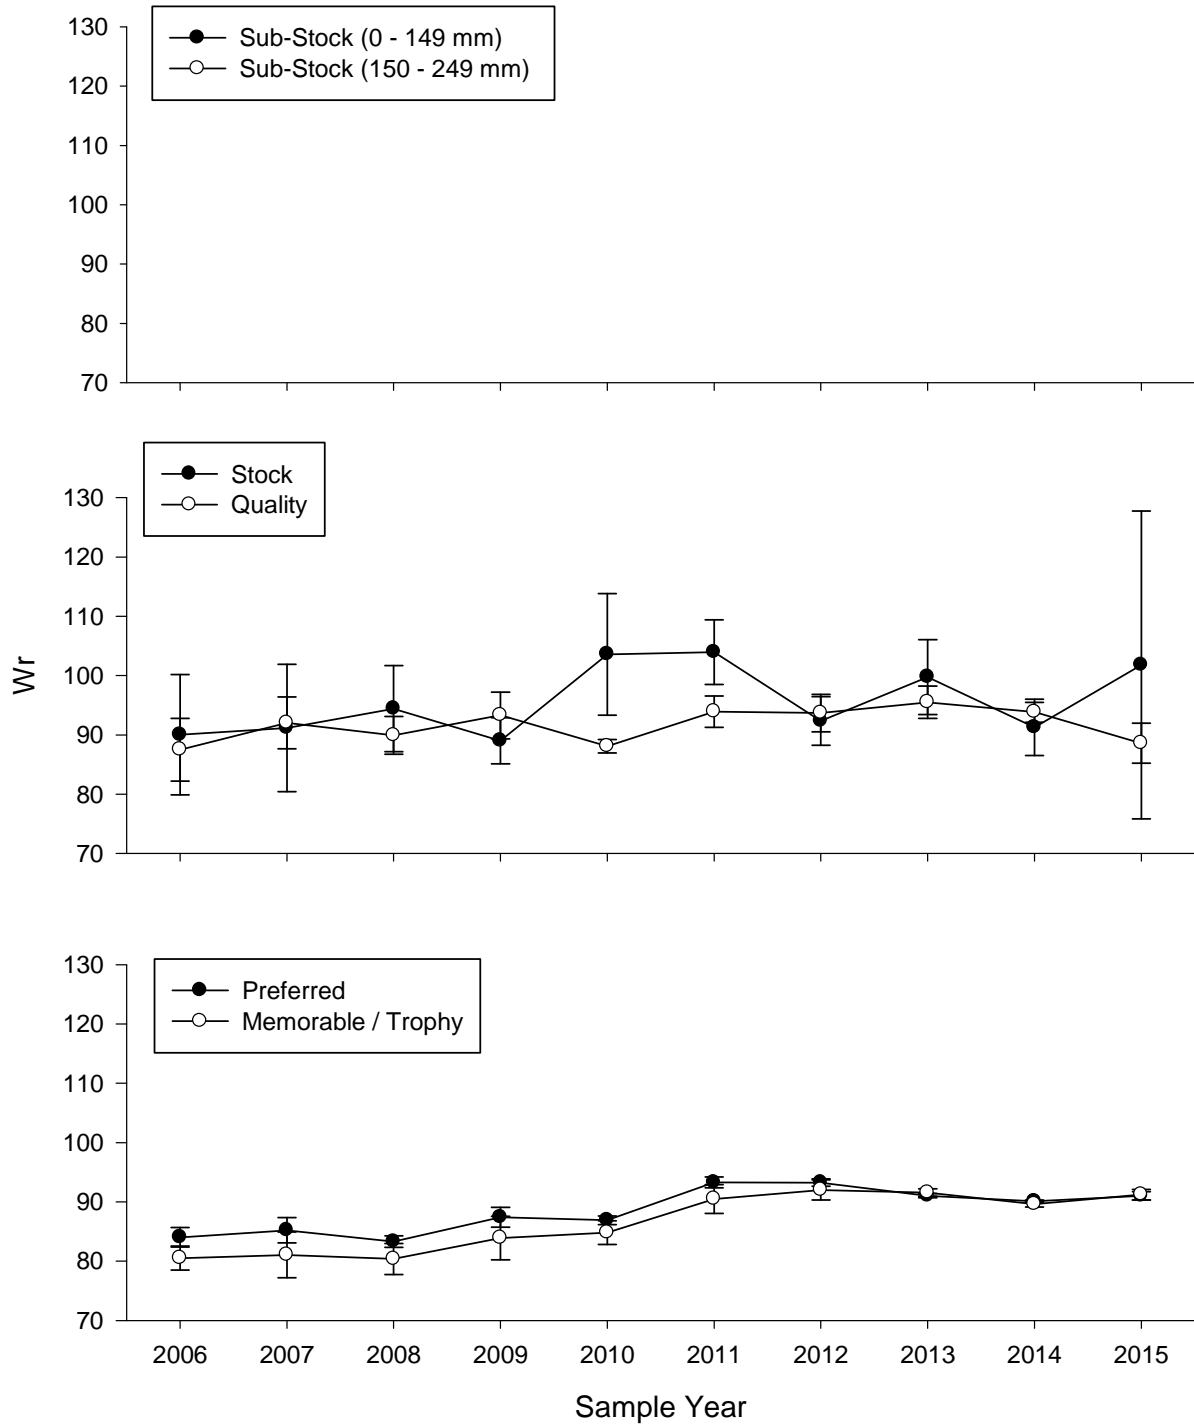 130
120
110
100
90
80
70
Sub-Stock (0 - 149 mm)
Sub-Stock (150 - 249 mm)
Wr
130
120
110
100
90
80
70
Stock
Quality
130
120
110
100
90
80
70
Preferred
Memorable / Trophy
2006 2007 2008 2009 2010 2011 2012 2013 2014 2015
Sample Year